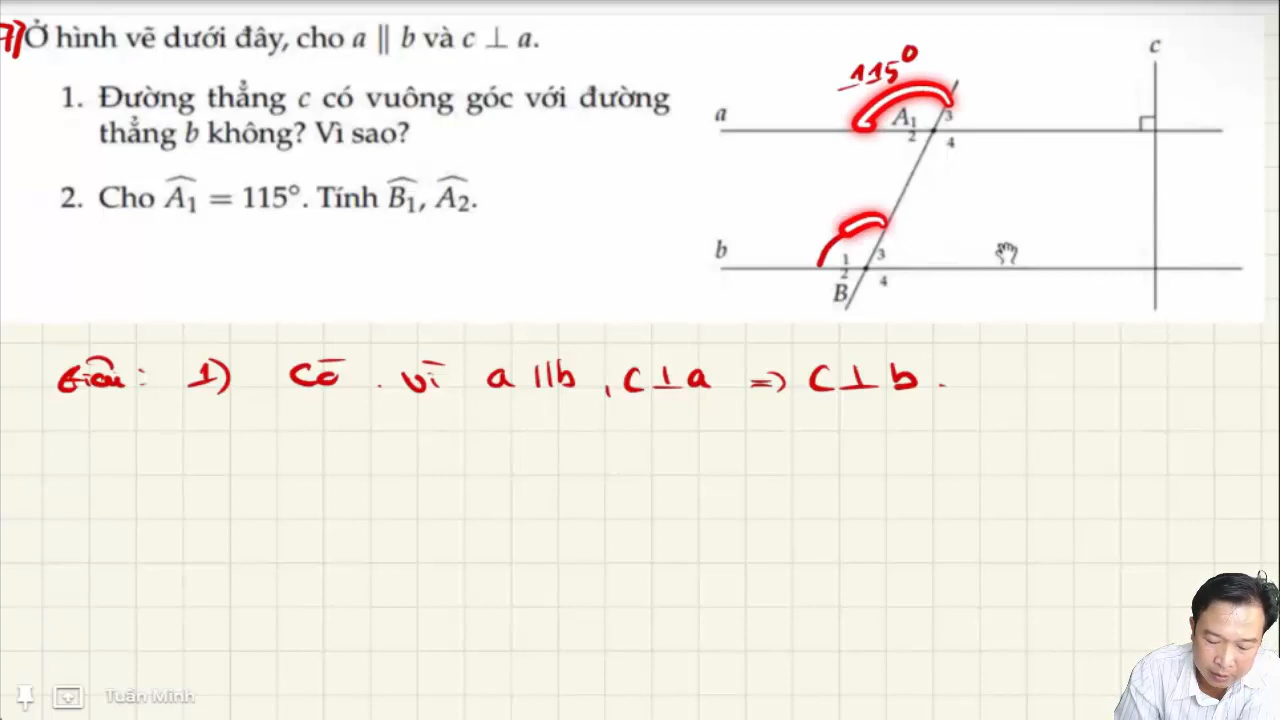 7) Ở hình vẽ dưới đây, cho a ∥ b và c ⊥ a.
1. Đường thẳng c có vuông góc với đường
thẳng b không? Vì sao?
2. Cho Â₁ = 115°. Tính B̂₁, Â₂.
c
115°
a A₁ 3
2 4
b 1 3
2 4
B
Giải: 1) Có. Vì a ∥ b, c ⊥ a => c ⊥ b.
Tuấn Minh